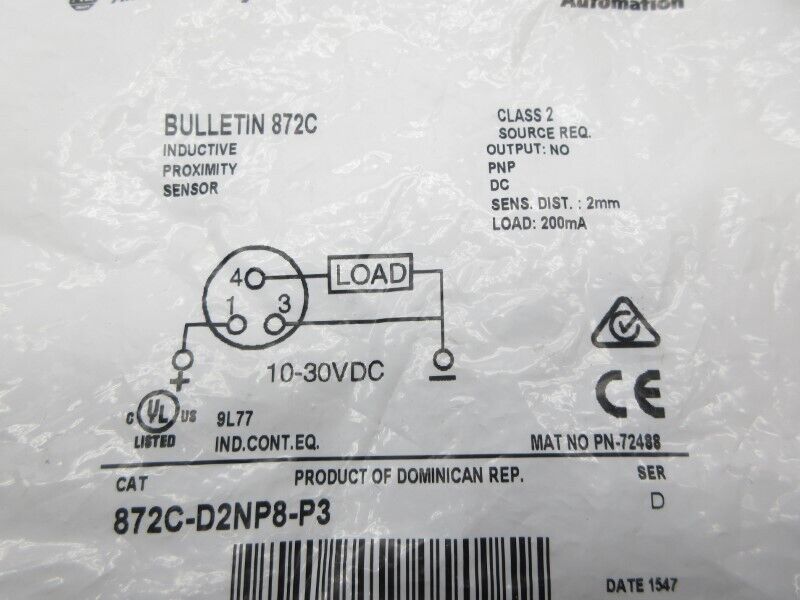 Automation
BULLETIN 872C
INDUCTIVE
PROXIMITY
SENSOR
CLASS 2
SOURCE REQ.
OUTPUT: NO
PNP
DC
SENS. DIST. : 2mm
LOAD: 200mA
4
LOAD
1
3
+
10-30VDC
−
C UL US
LISTED
9L77
IND.CONT.EQ.
CE
MAT NO PN-72488
CAT
PRODUCT OF DOMINICAN REP.
SER
872C-D2NP8-P3
D
DATE 1547